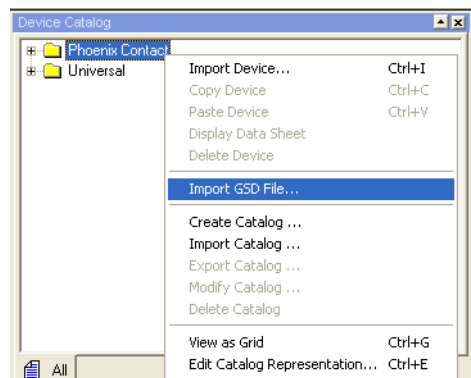 Device Catalog
Phoenix Contact
Universal
Import Device... Ctrl+I
Copy Device Ctrl+C
Paste Device Ctrl+V
Display Data Sheet
Delete Device
Import GSD File...
Create Catalog ...
Import Catalog ...
Export Catalog ...
Modify Catalog ...
Delete Catalog
View as Grid Ctrl+G
Edit Catalog Representation... Ctrl+E
All